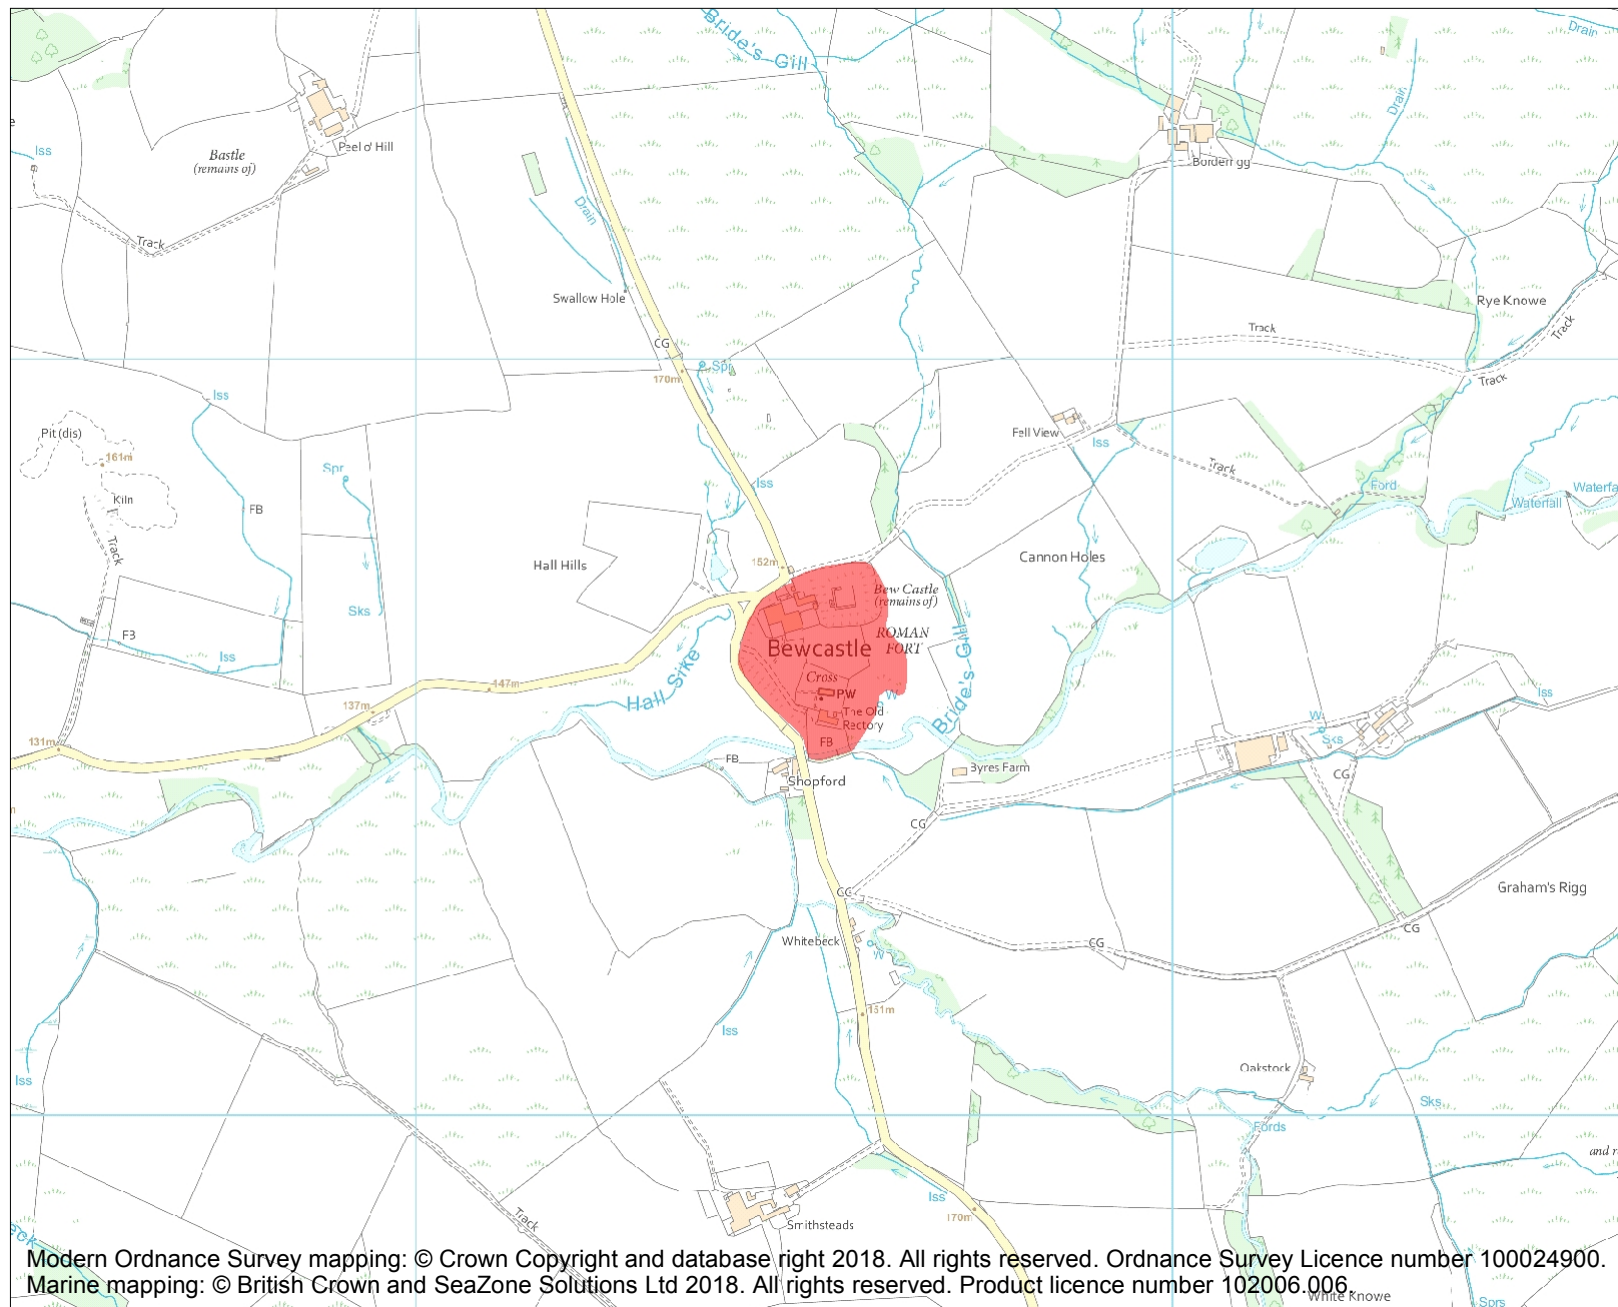 Bride's Gill
Drain
Peel o' Hill
Bastle
(remains of)
Iss
Drain
Drain
Track
Swallow Hole
Rye Knowe
Track
Track
CG
170m
Spr
Track
Iss
Pit (dis)
161m
Fell View
Iss
Spr
Track
Kiln
FB
Iss
Ford
Waterfall
Track
Hall Hills
152m
Cannon Holes
Bew Castle
(remains of)
Sks
FB
ROMAN
FORT
Bewcastle
Iss
Hall Sike
Cross
147m
PW
W
Bride's Gill
137m
The Old
Rectory
Iss
131m
FB
W
Sks
FB
Byres Farm
Shopford
CG
CG
CG
Graham's Rigg
CG
CG
Whitebeck
W
Iss
151m
Iss
Oakstock
Sks
Fords
Track
Iss
170m
Smithsteads
Modern Ordnance Survey mapping: © Crown Copyright and database right 2018. All rights reserved. Ordnance Survey Licence number 100024900.
Marine mapping: © British Crown and SeaZone Solutions Ltd 2018. All rights reserved. Product licence number 102006.006.
White Knowe
Sprs